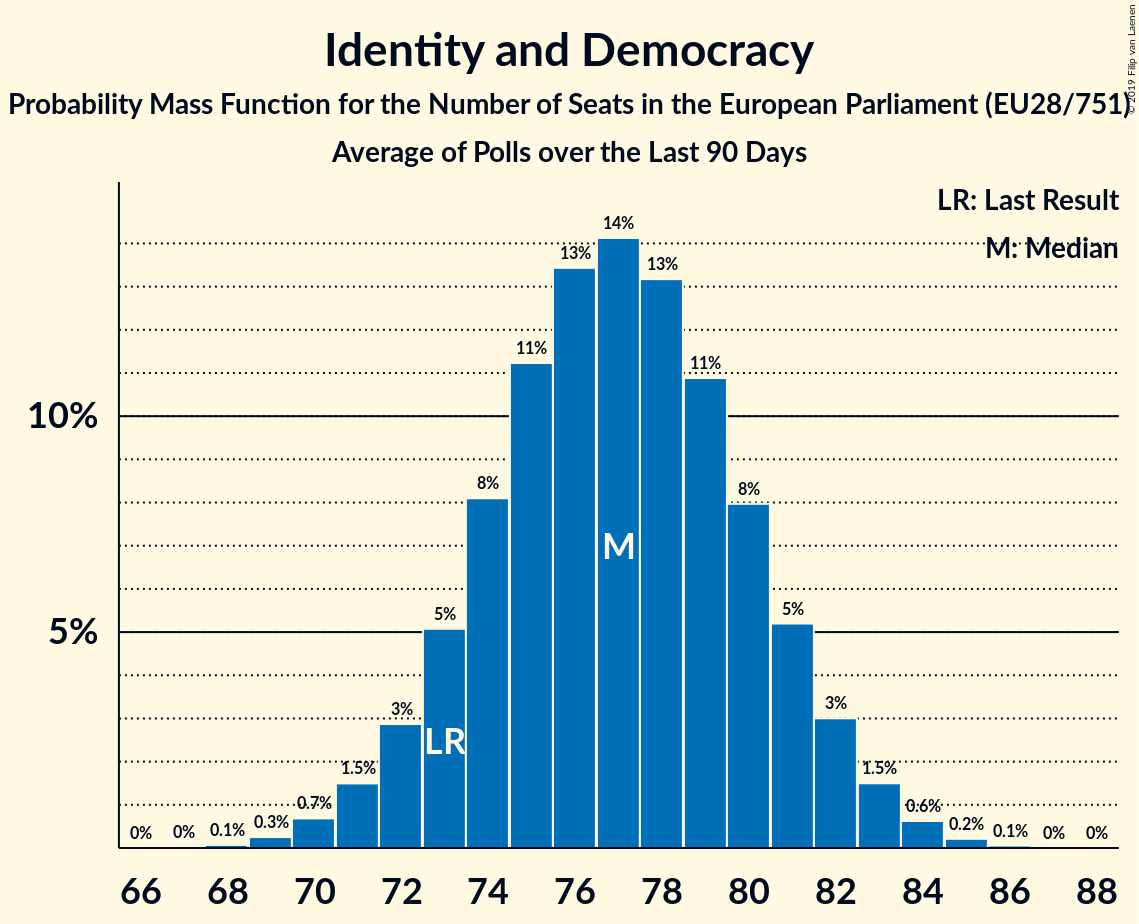 Identity and Democracy
Probability Mass Function for the Number of Seats in the European Parliament (EU28/751)
Average of Polls over the Last 90 Days
© 2019 Filip van Laenen
LR: Last Result
M: Median
10%
5%
0% 0% 0.1% 0.3% 0.7% 1.5% 3% 5% 8% 11% 13% 14% 13% 11% 8% 5% 3% 1.5% 0.6% 0.2% 0.1% 0% 0%
M
LR
66 68 70 72 74 76 78 80 82 84 86 88